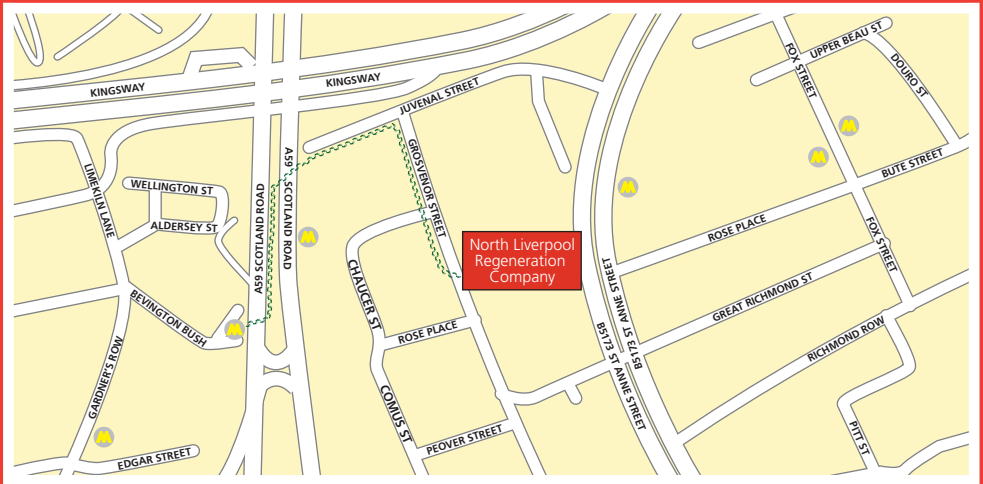 KINGSWAY
KINGSWAY
JUVENAL STREET
FOX STREET
UPPER BEAU ST
DOURO ST
LIMEKILN LANE
WELLINGTON ST
ALDERSEY ST
A59 SCOTLAND ROAD
A59 SCOTLAND ROAD
GROSVENOR STREET
BUTE STREET
ROSE PLACE
FOX STREET
North Liverpool
Regeneration
Company
CHAUCER ST
B5173 ST ANNE STREET
GREAT RICHMOND ST
BEVINGTON BUSH
ROSE PLACE
B5173 ST ANNE STREET
RICHMOND ROW
GARDNER'S ROW
COMUS ST
PEOVER STREET
PITT ST
EDGAR STREET
M
M
M
M
M
M